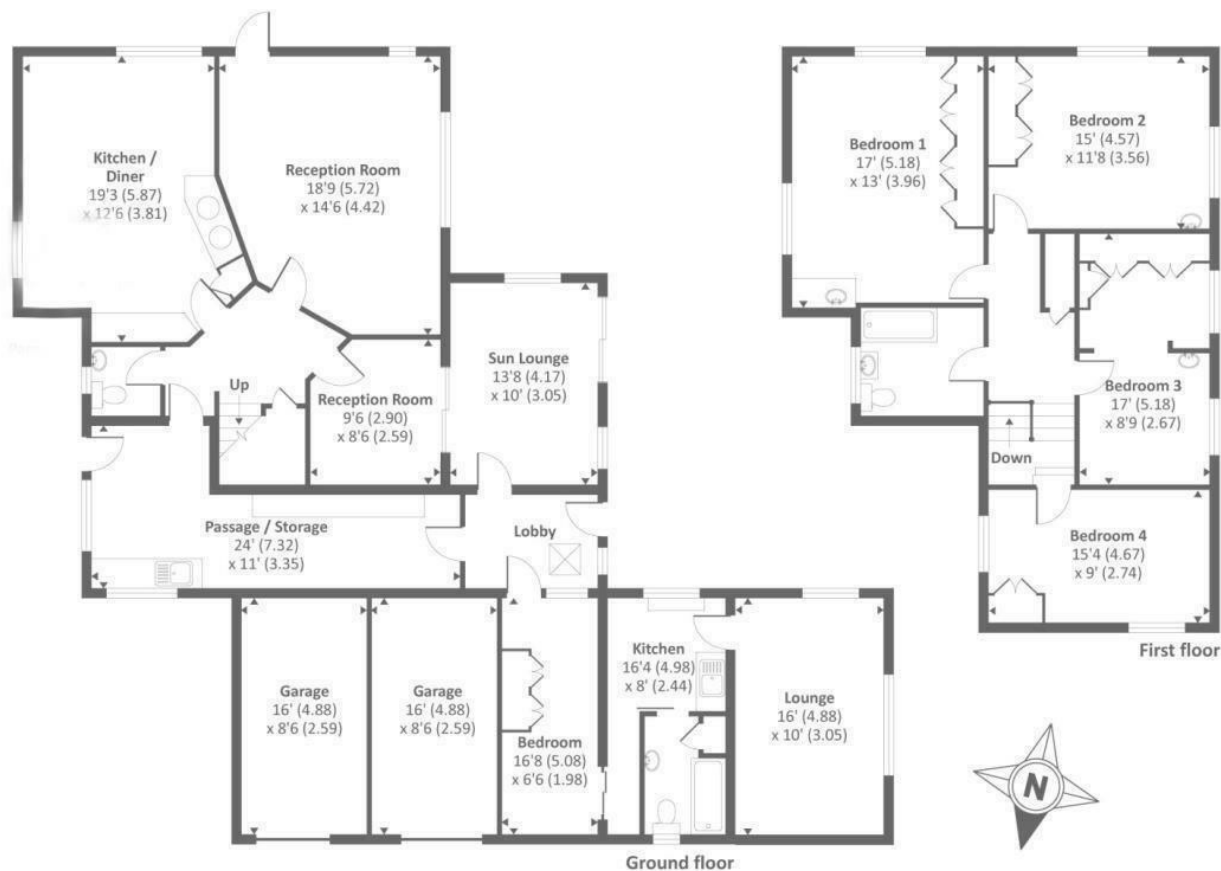 Kitchen /
Diner
19'3 (5.87)
x 12'6 (3.81)
Reception Room
18'9 (5.72)
x 14'6 (4.42)
Sun Lounge
13'8 (4.17)
x 10' (3.05)
Up
Reception Room
9'6 (2.90)
x 8'6 (2.59)
Passage / Storage
24' (7.32)
x 11' (3.35)
Lobby
Garage
16' (4.88)
x 8'6 (2.59)
Garage
16' (4.88)
x 8'6 (2.59)
Bedroom
16'8 (5.08)
x 6'6 (1.98)
Kitchen
16'4 (4.98)
x 8' (2.44)
Lounge
16' (4.88)
x 10' (3.05)
Ground floor
Bedroom 1
17' (5.18)
x 13' (3.96)
Bedroom 2
15' (4.57)
x 11'8 (3.56)
Bedroom 3
17' (5.18)
x 8'9 (2.67)
Down
Bedroom 4
15'4 (4.67)
x 9' (2.74)
First floor
N